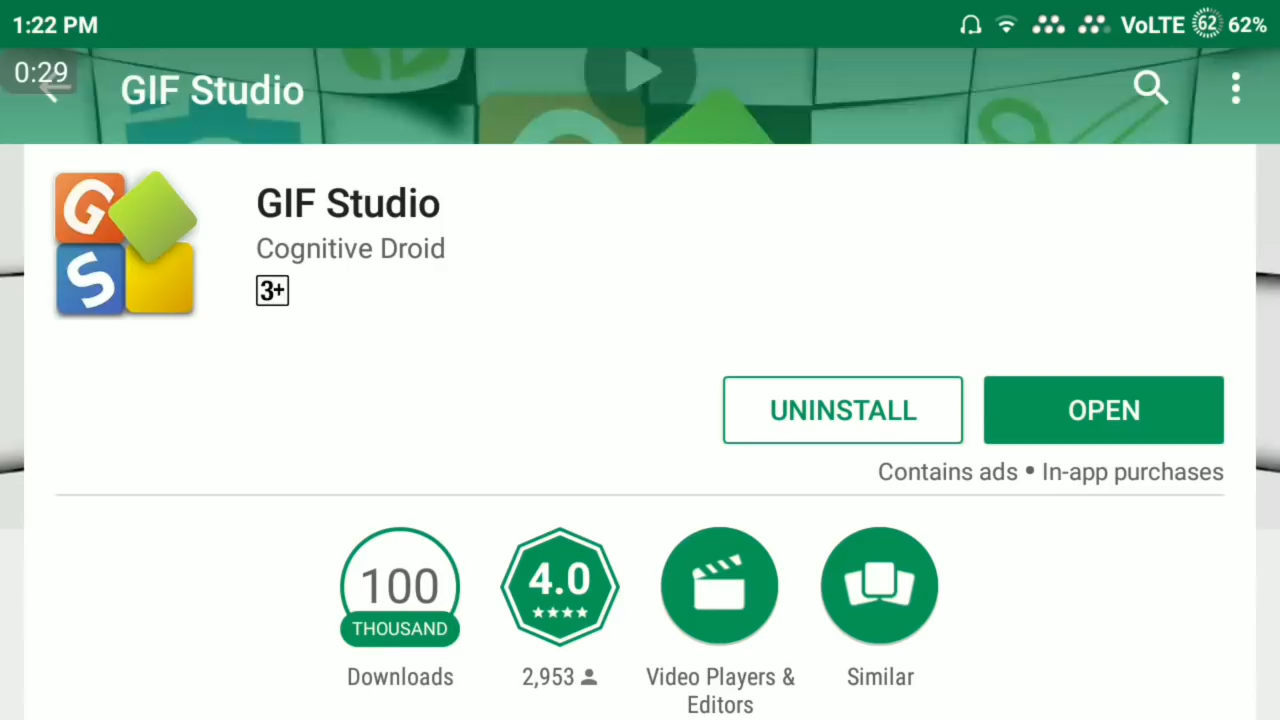 1:22 PM
VoLTE 62 62%
0:29
GIF Studio
G
S
GIF Studio
Cognitive Droid
3+
UNINSTALL
OPEN
Contains ads • In-app purchases
100
THOUSAND
Downloads
4.0
2,953
Video Players &
Editors
Similar